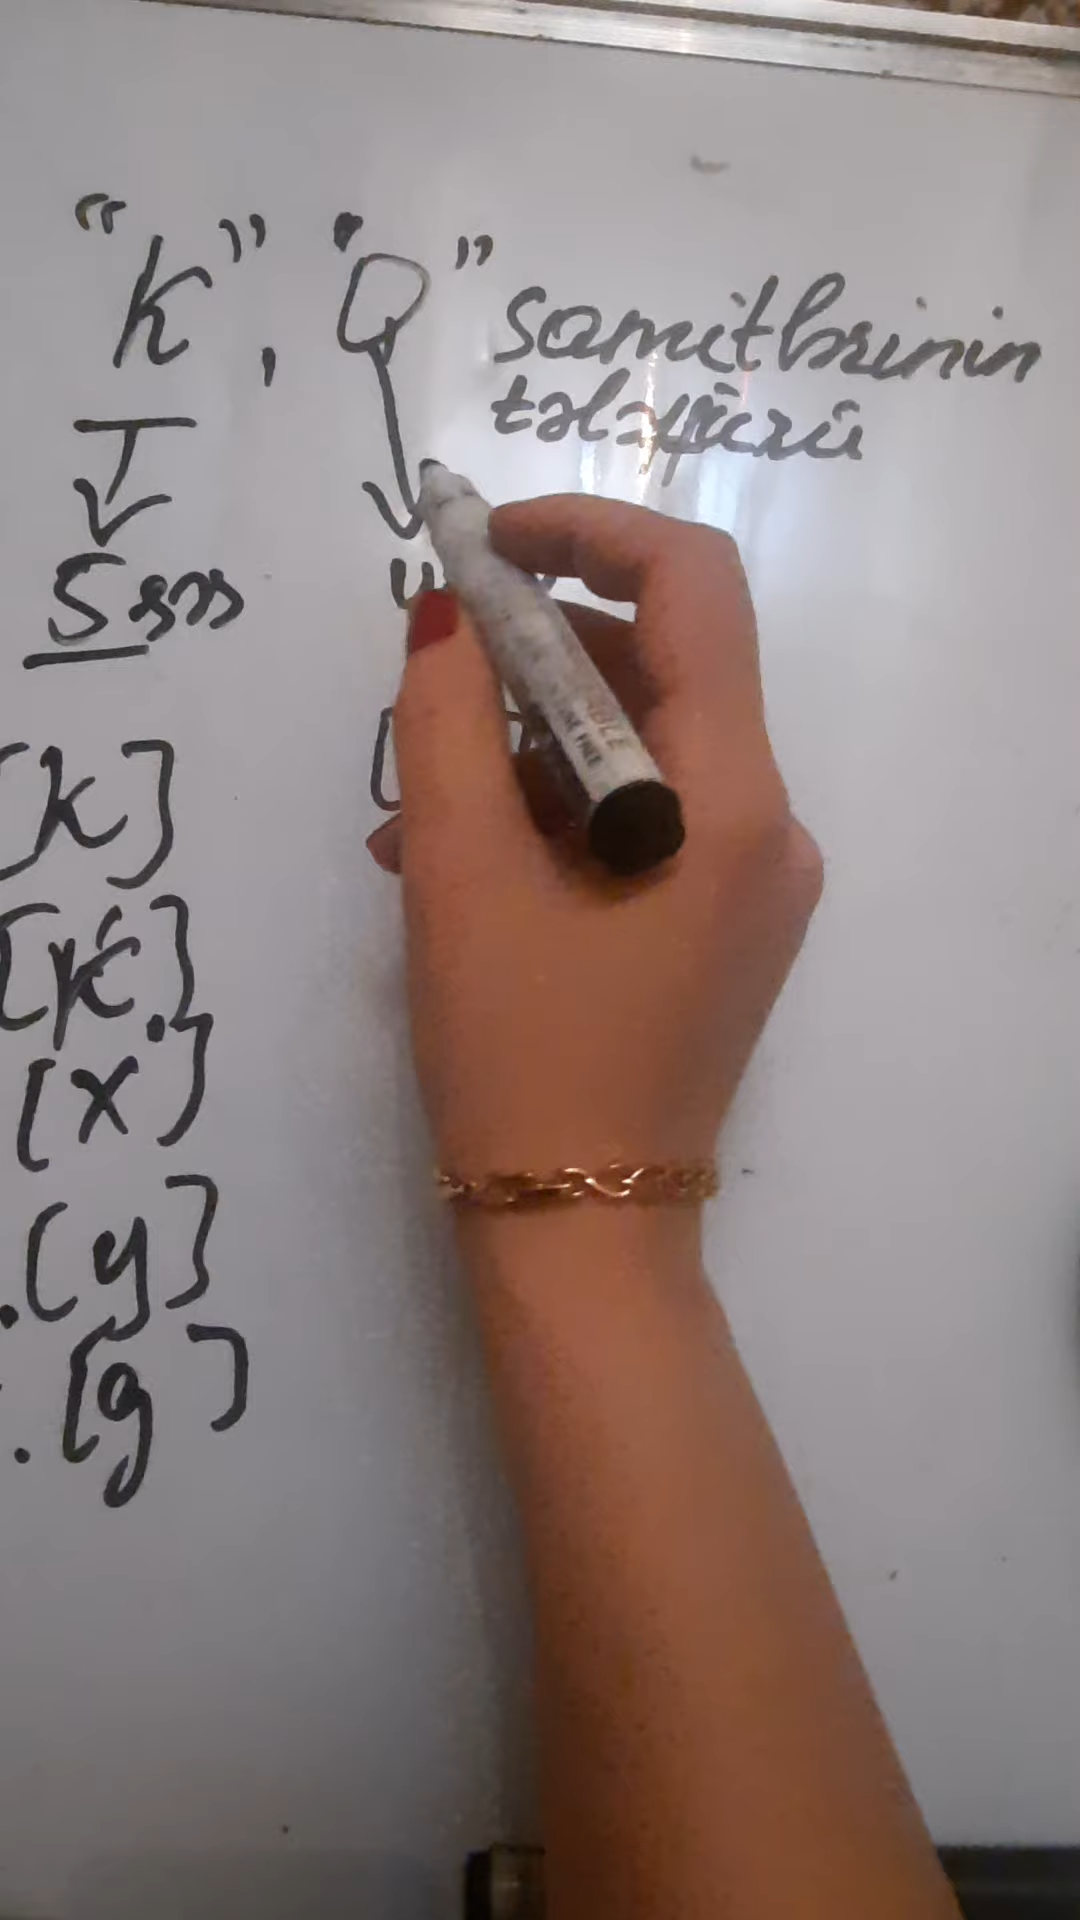 "K", "Q" samitlərinin
tələffüzü
5 səs
[K]
[K']
[x']
[y]
[g]